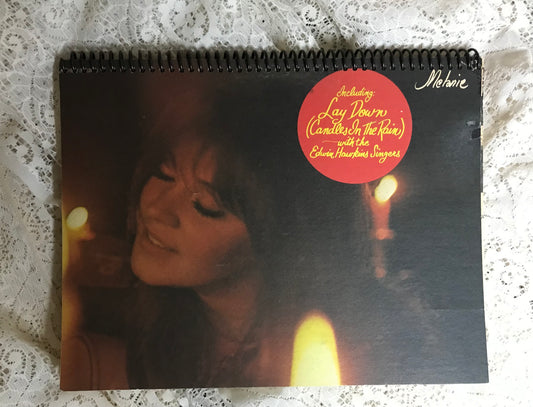 Melanie
Including:
Lay Down
(Candles In The Rain)
with the
Edwin Hawkins Singers